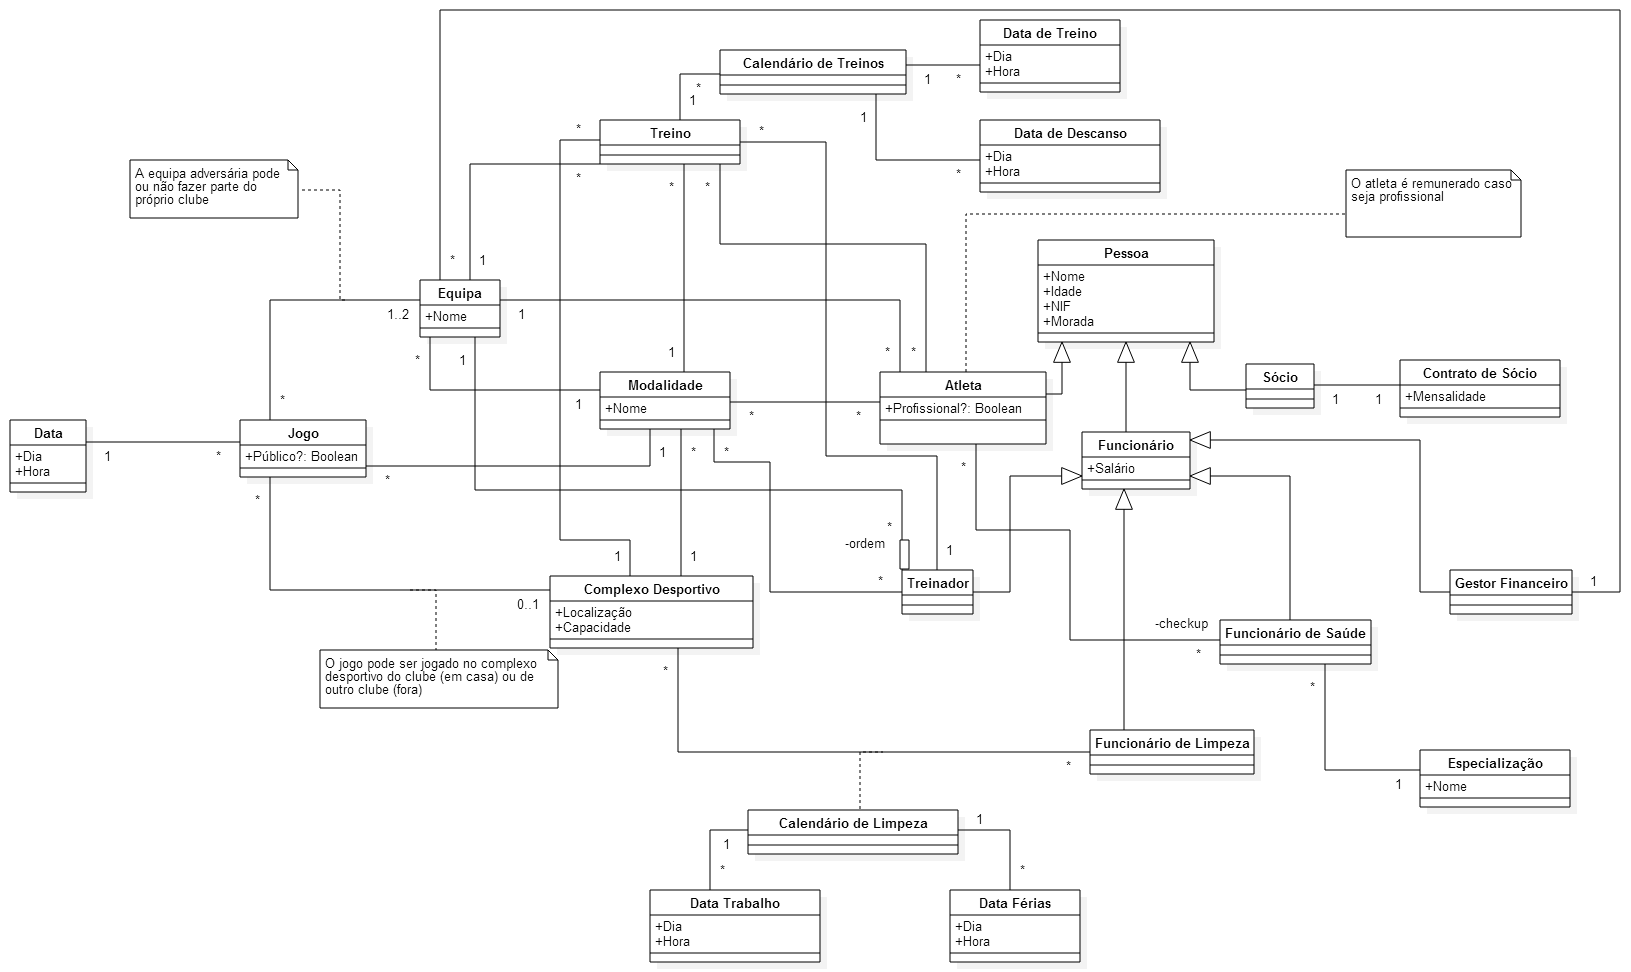 Data de Treino
+Dia
+Hora
Calendário de Treinos
1
*
*
1
1
Treino
*
*
Data de Descanso
+Dia
+Hora
*
A equipa adversária pode
ou não fazer parte do
próprio clube
*
*
*
O atleta é remunerado caso
seja profissional
Pessoa
+Nome
+Idade
+NIF
+Morada
*
1
Equipa
+Nome
1..2
1
*
1
1
*
*
Modalidade
+Nome
1
*
*
Atleta
+Profissional?: Boolean
Sócio
1
1
Contrato de Sócio
+Mensalidade
*
Data
+Dia
+Hora
1
*
Jogo
+Público?: Boolean
*
*
1
*
*
*
Funcionário
+Salário
*
-ordem
1
1
1
*
Treinador
Complexo Desportivo
+Localização
+Capacidade
0..1
Gestor Financeiro
1
-checkup
*
Funcionário de Saúde
*
O jogo pode ser jogado no complexo
desportivo do clube (em casa) ou de
outro clube (fora)
*
Funcionário de Limpeza
*
Especialização
+Nome
1
Calendário de Limpeza
1
1
*
*
Data Trabalho
+Dia
+Hora
Data Férias
+Dia
+Hora